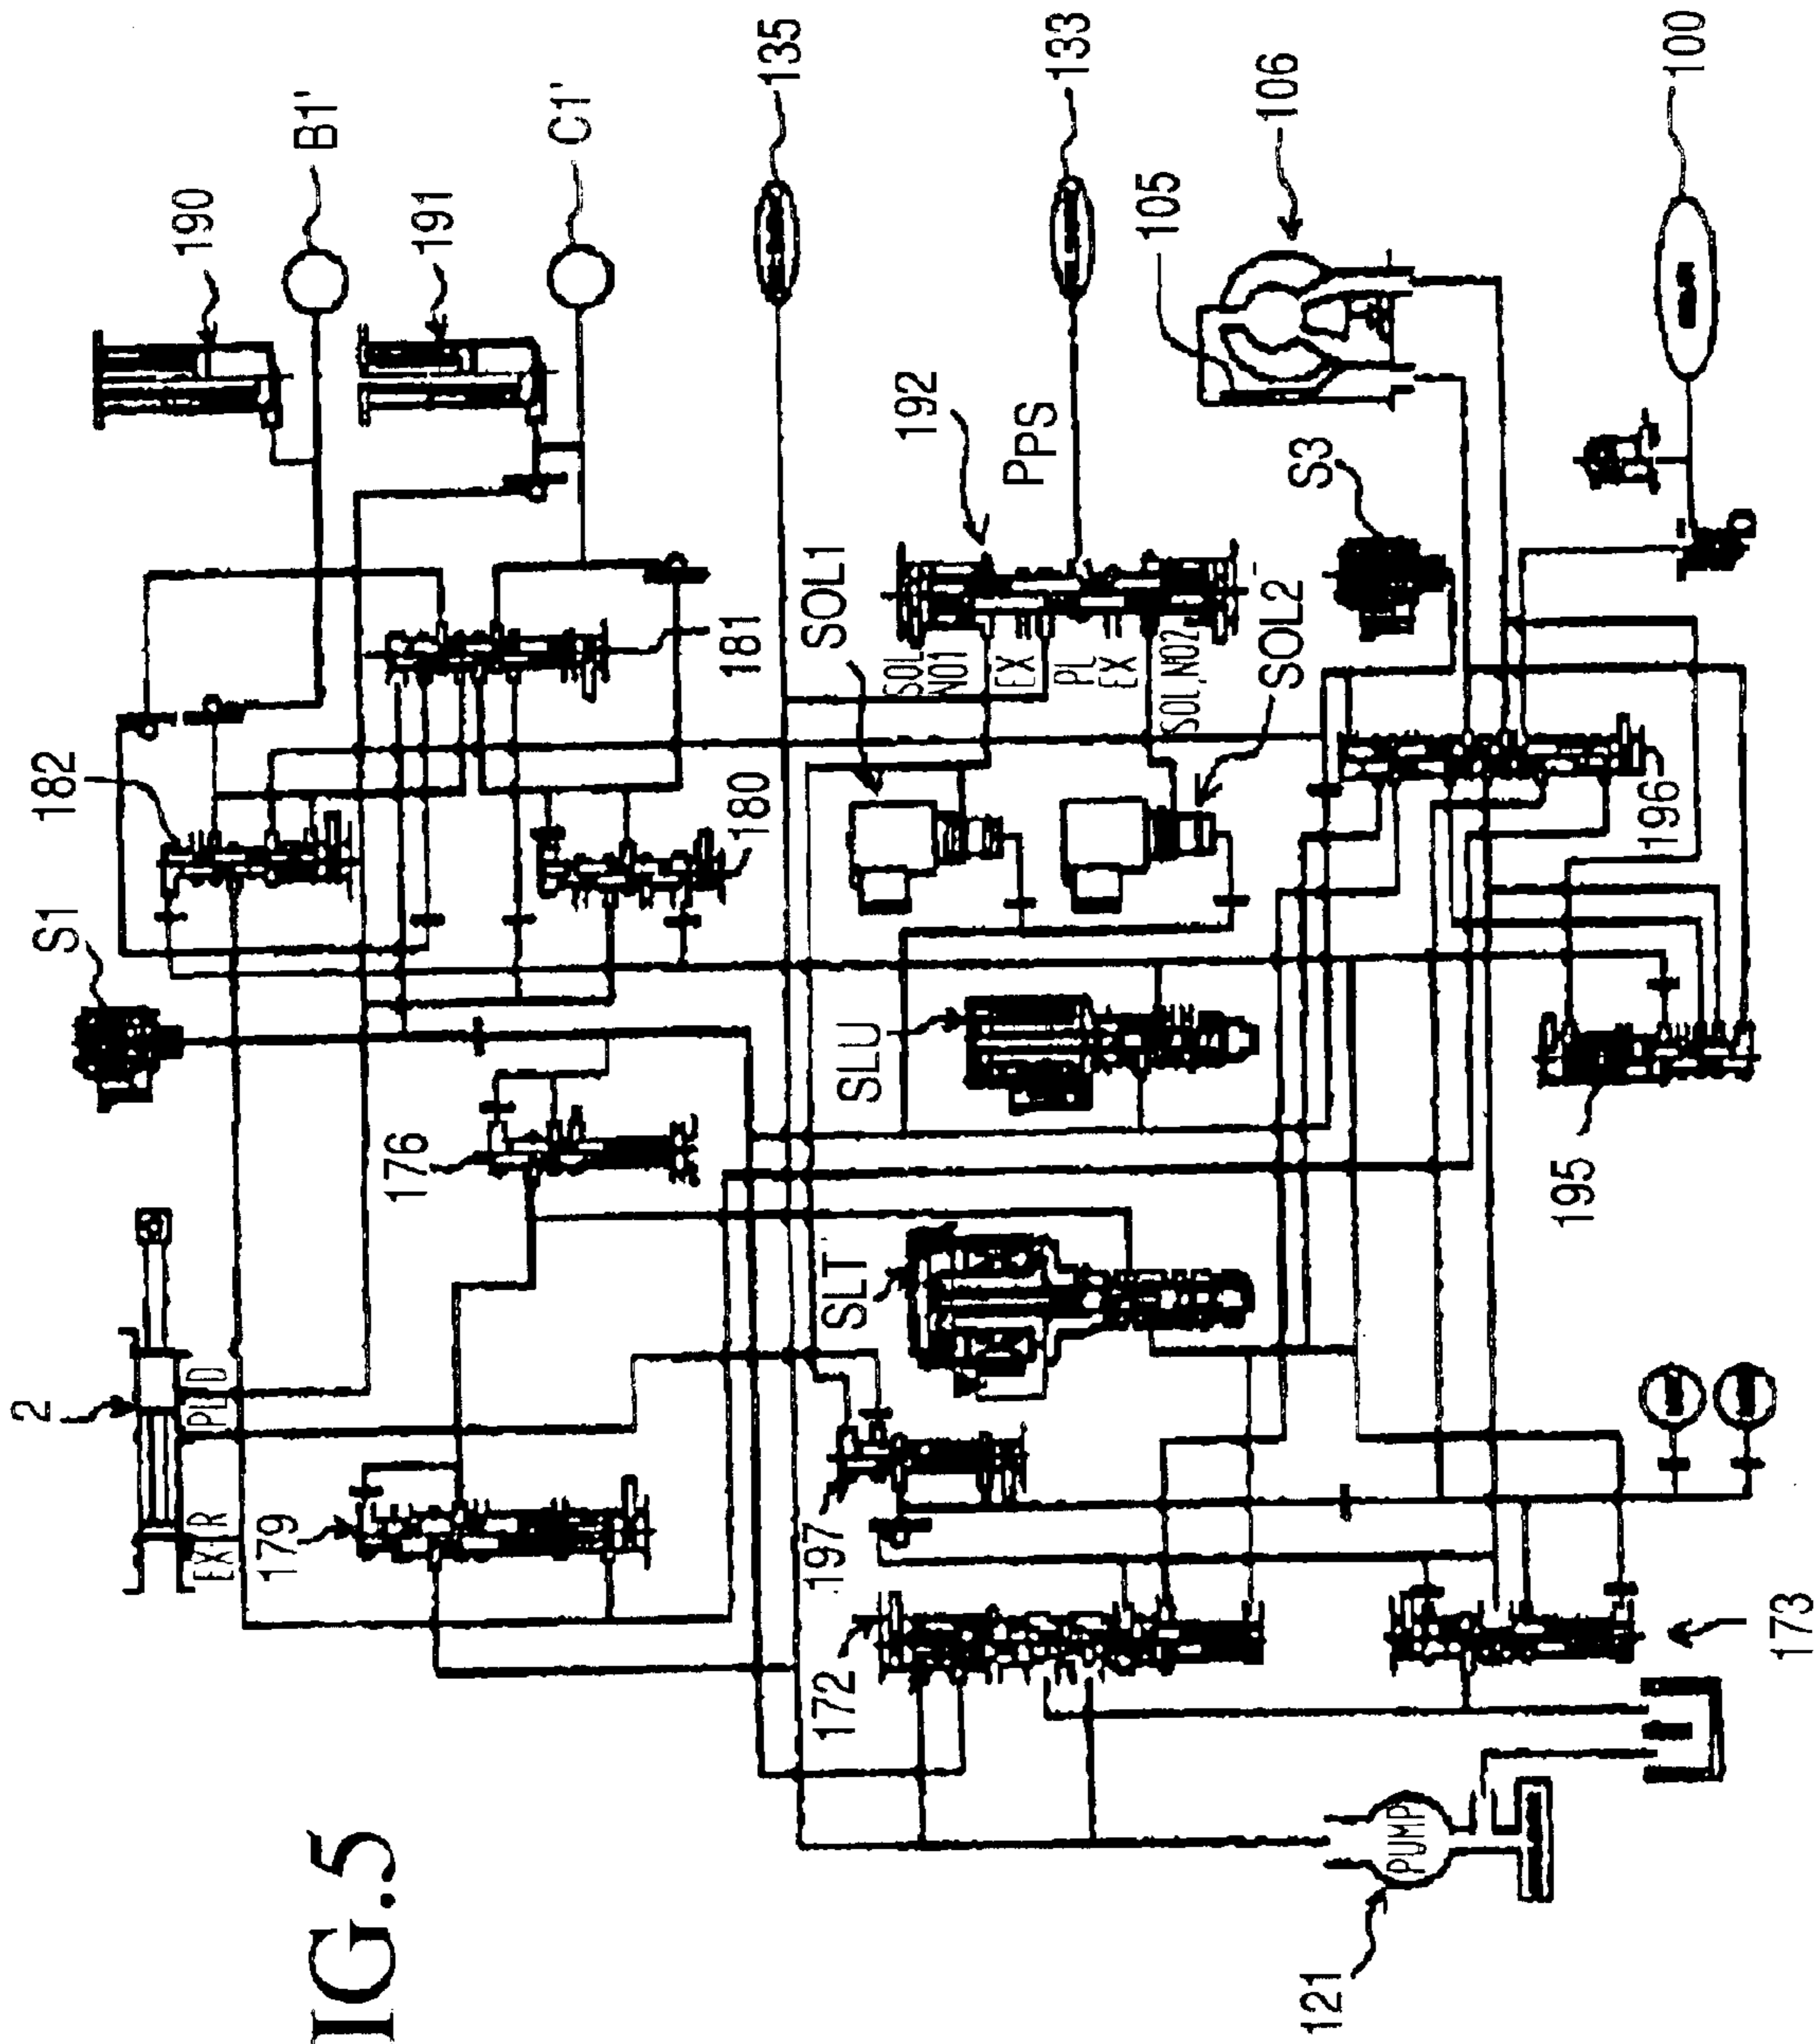 IG.5
2
EX
R
PL
D
179
S1
182
190
B1'
191
C1'
181
180
176
135
133
PPS
192
SOL1
SOL
NO1
EX
PL
EX
SOL,NO2
SOL2
105
106
S3
100
196
195
SLU
SLT
197
172
173
PUMP
121